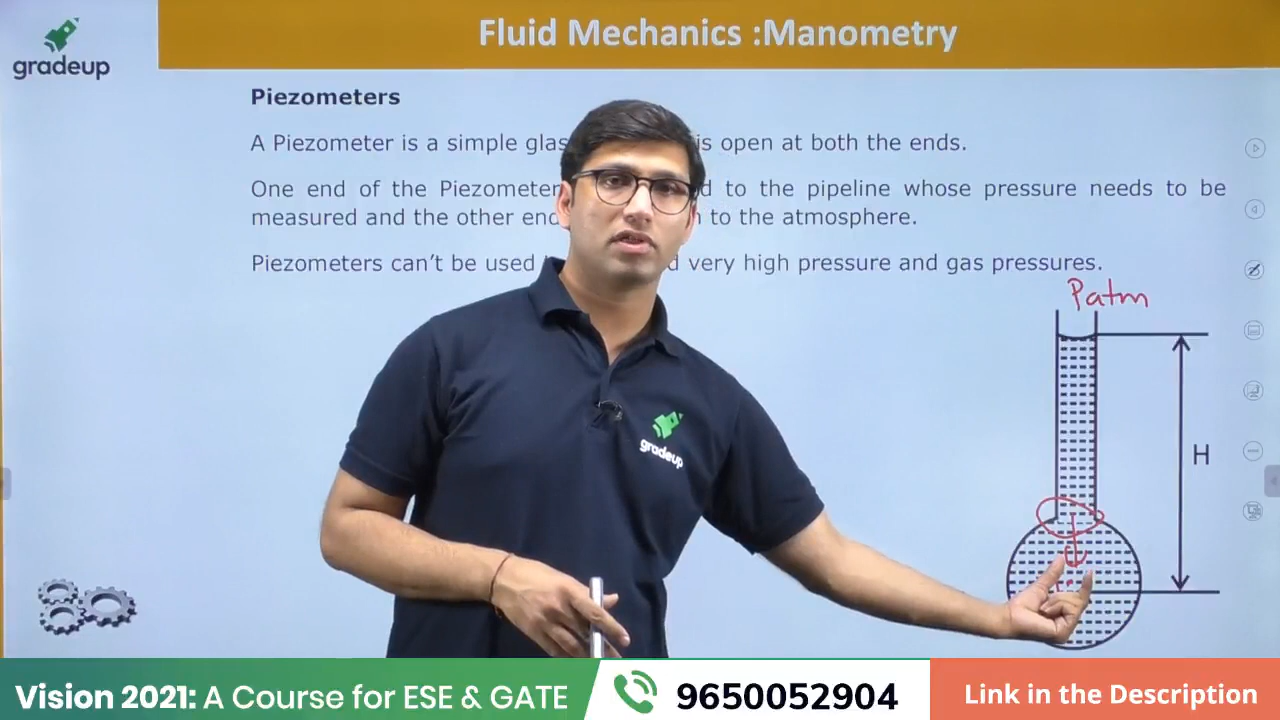 Fluid Mechanics :Manometry
gradeup
Piezometers
A Piezometer is a simple glas is open at both the ends.
One end of the Piezometer to the pipeline whose pressure needs to be
measured and the other end to the atmosphere.
Piezometers can't be used very high pressure and gas pressures.
Patm
H
gradeup
Vision 2021: A Course for ESE & GATE
9650052904
Link in the Description